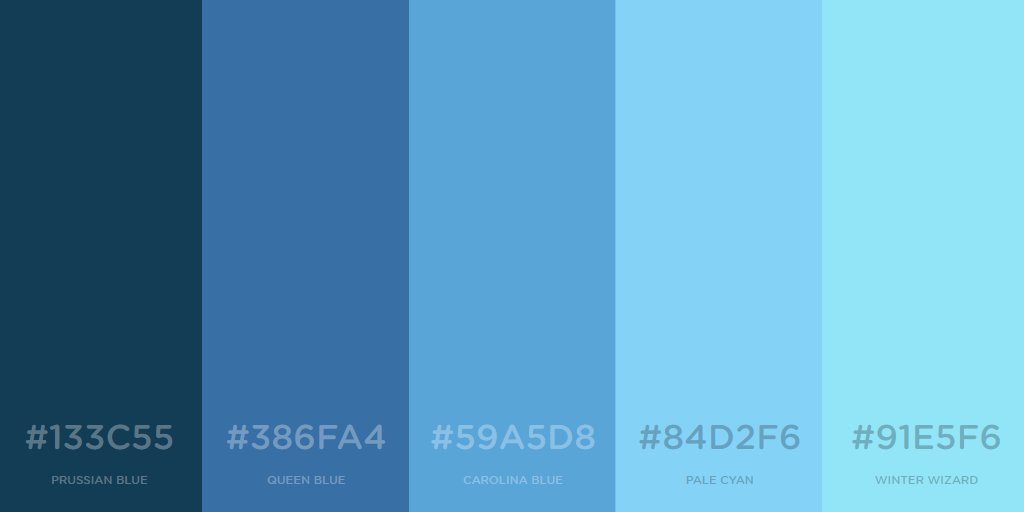 #133C55 #386FA4 #59A5D8 #84D2F6 #91E5F6
PRUSSIAN BLUE QUEEN BLUE CAROLINA BLUE PALE CYAN WINTER WIZARD